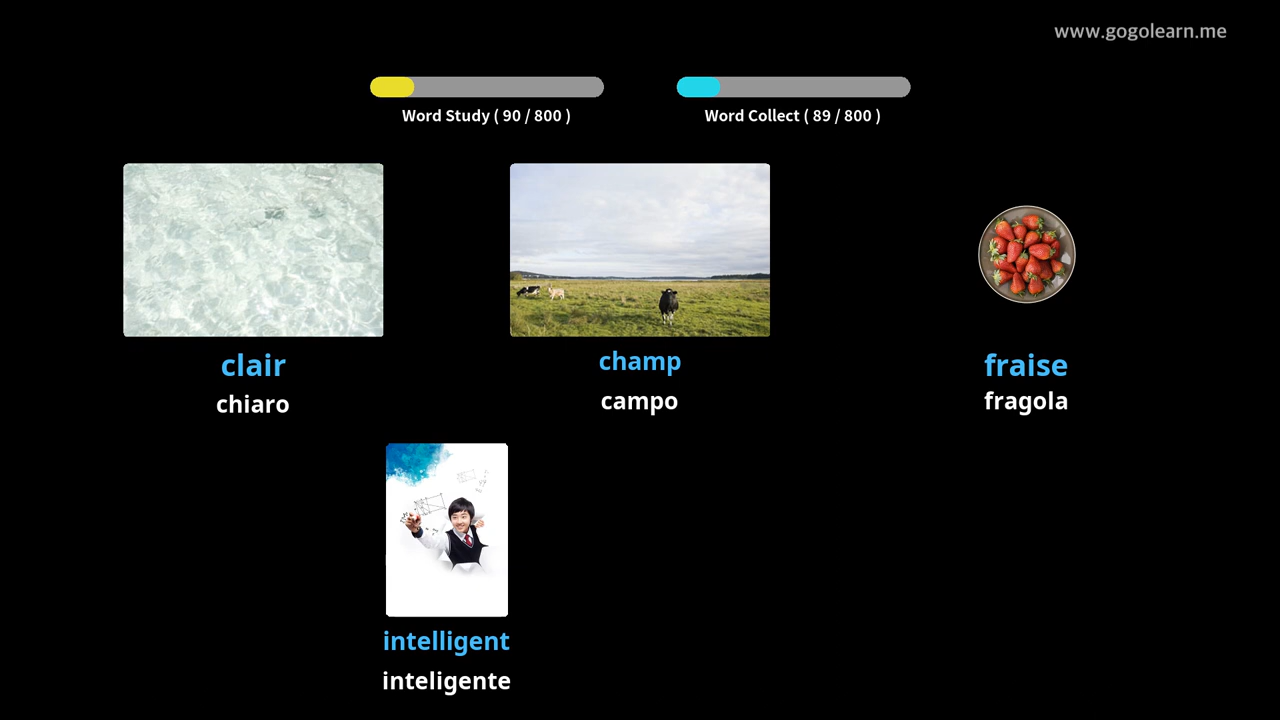 www.gogolearn.me
Word Study ( 90 / 800 )
Word Collect ( 89 / 800 )
clair
chiaro
champ
campo
fraise
fragola
intelligent
inteligente